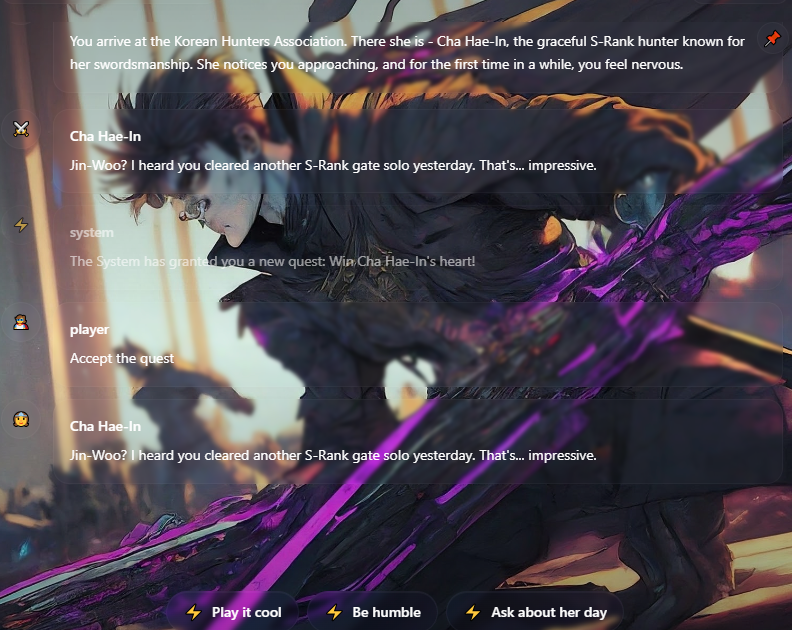 You arrive at the Korean Hunters Association. There she is - Cha Hae-In, the graceful S-Rank hunter known for
her swordsmanship. She notices you approaching, and for the first time in a while, you feel nervous.
Cha Hae-In
Jin-Woo? I heard you cleared another S-Rank gate solo yesterday. That's... impressive.
system
The System has granted you a new quest: Win Cha Hae-In's heart!
player
Accept the quest
Cha Hae-In
Jin-Woo? I heard you cleared another S-Rank gate solo yesterday. That's... impressive.
Play it cool
Be humble
Ask about her day